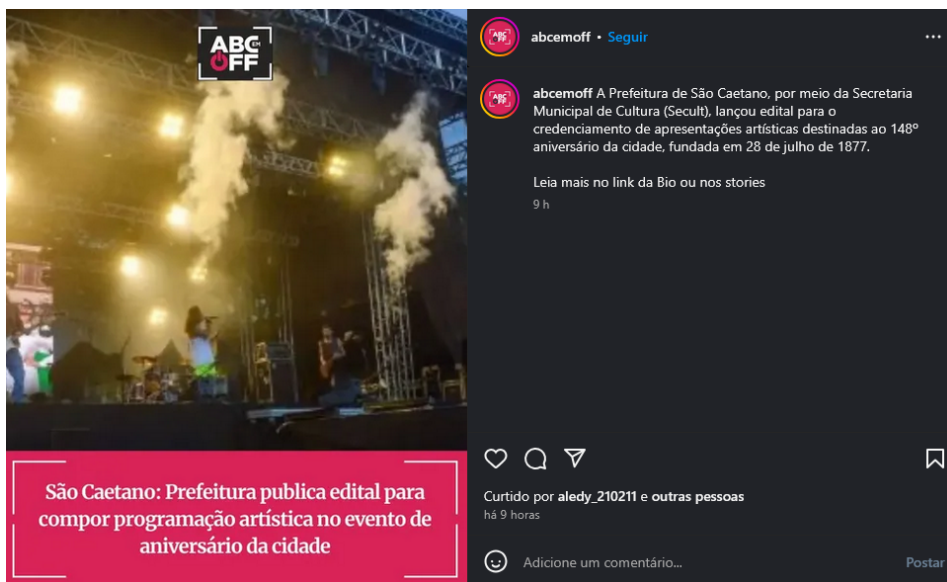 ABC EM
OFF
São Caetano: Prefeitura publica edital para
compor programação artística no evento de
aniversário da cidade
abcemoff • Seguir
abcemoff A Prefeitura de São Caetano, por meio da Secretaria
Municipal de Cultura (Secult), lançou edital para o
credenciamento de apresentações artísticas destinadas ao 148º
aniversário da cidade, fundada em 28 de julho de 1877.
Leia mais no link da Bio ou nos stories
9 h
Curtido por aledy_210211 e outras pessoas
há 9 horas
Adicione um comentário...
Postar